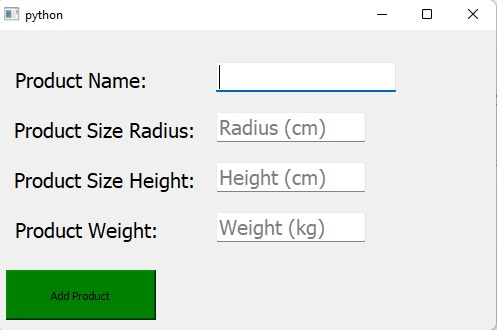 python
Product Name:
Product Size Radius: Radius (cm)
Product Size Height: Height (cm)
Product Weight: Weight (kg)
Add Product